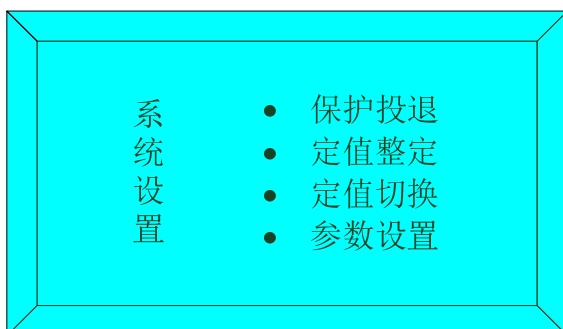 系统设置
● 保护投退
● 定值整定
● 定值切换
● 参数设置